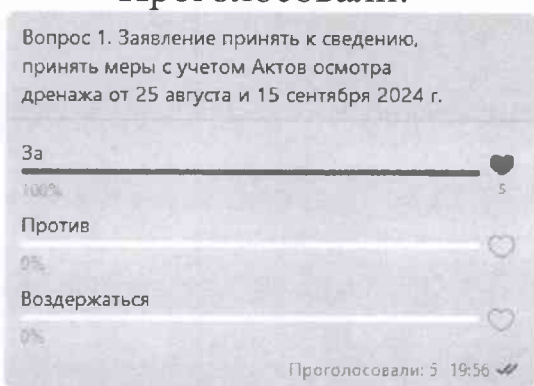 Проголосовали:
Вопрос 1. Заявление принять к сведению,
принять меры с учетом Актов осмотра
дренажа от 25 августа и 15 сентября 2024 г.
За
100%
5
Против
0%
Воздержаться
0%
Проголосовали: 5 19:56